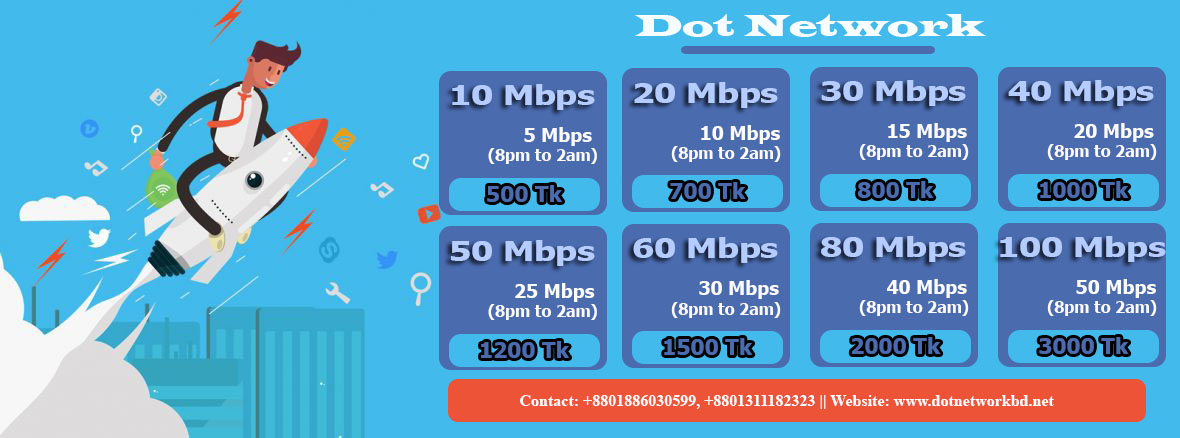 Dot Network
10 Mbps
5 Mbps
(8pm to 2am)
500 Tk
20 Mbps
10 Mbps
(8pm to 2am)
700 Tk
30 Mbps
15 Mbps
(8pm to 2am)
800 Tk
40 Mbps
20 Mbps
(8pm to 2am)
1000 Tk
50 Mbps
25 Mbps
(8pm to 2am)
1200 Tk
60 Mbps
30 Mbps
(8pm to 2am)
1500 Tk
80 Mbps
40 Mbps
(8pm to 2am)
2000 Tk
100 Mbps
50 Mbps
(8pm to 2am)
3000 Tk
Contact: +8801886030599, +8801311182323 || Website: www.dotnetworkbd.net